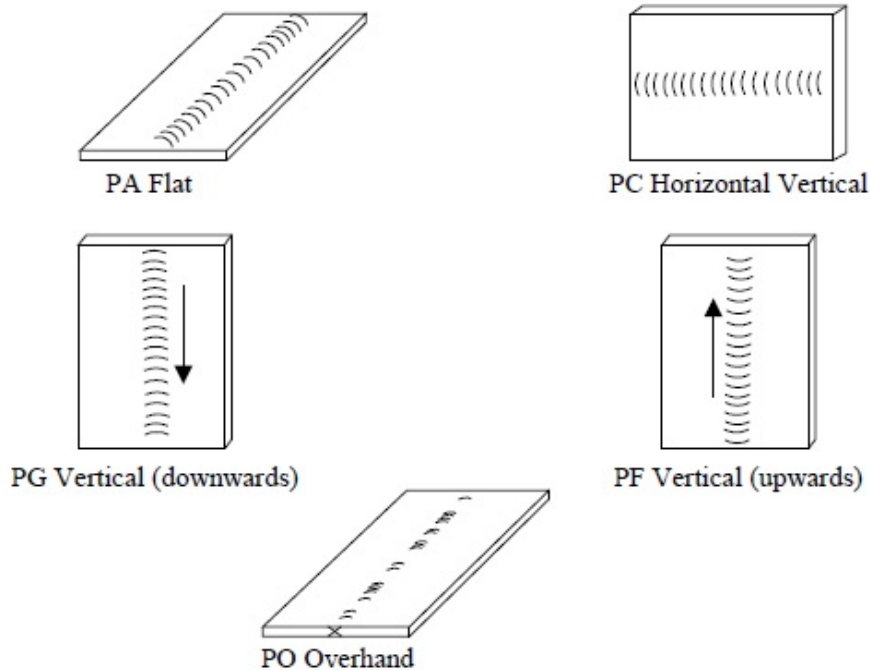 PA Flat
PC Horizontal Vertical
PG Vertical (downwards)
PF Vertical (upwards)
PO Overhand